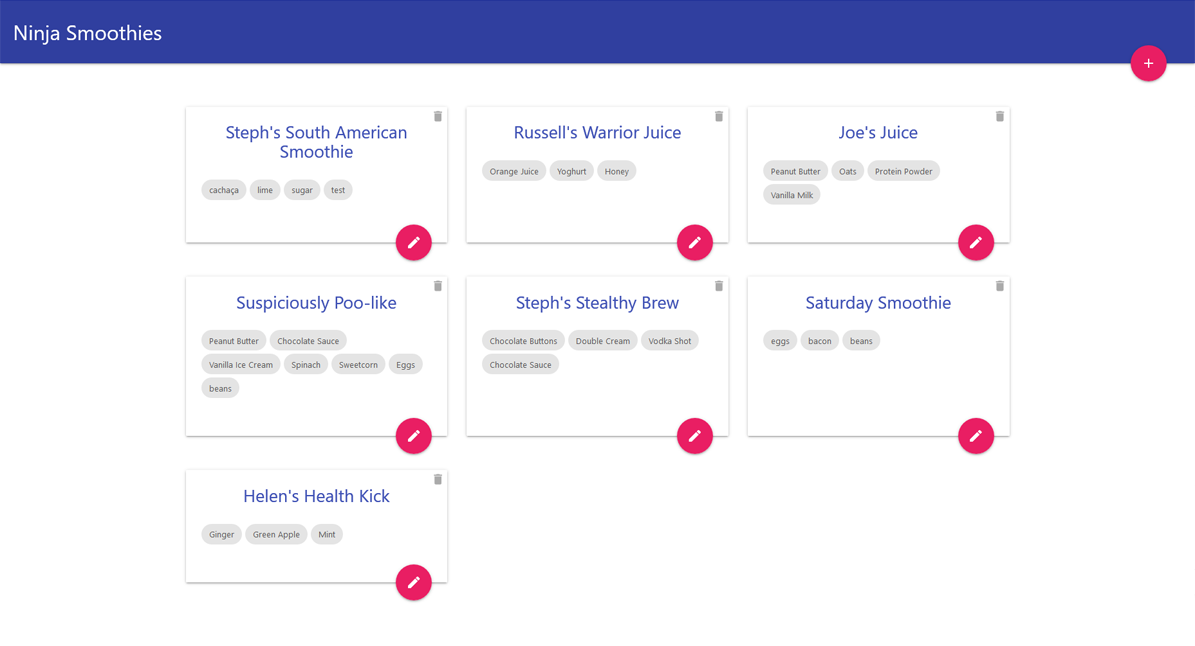 Ninja Smoothies
Steph's South American
Smoothie
cachaça lime sugar test
Russell's Warrior Juice
Orange Juice Yoghurt Honey
Joe's Juice
Peanut Butter Oats Protein Powder
Vanilla Milk
Suspiciously Poo-like
Peanut Butter Chocolate Sauce
Vanilla Ice Cream Spinach Sweetcorn Eggs
beans
Steph's Stealthy Brew
Chocolate Buttons Double Cream Vodka Shot
Chocolate Sauce
Saturday Smoothie
eggs bacon beans
Helen's Health Kick
Ginger Green Apple Mint